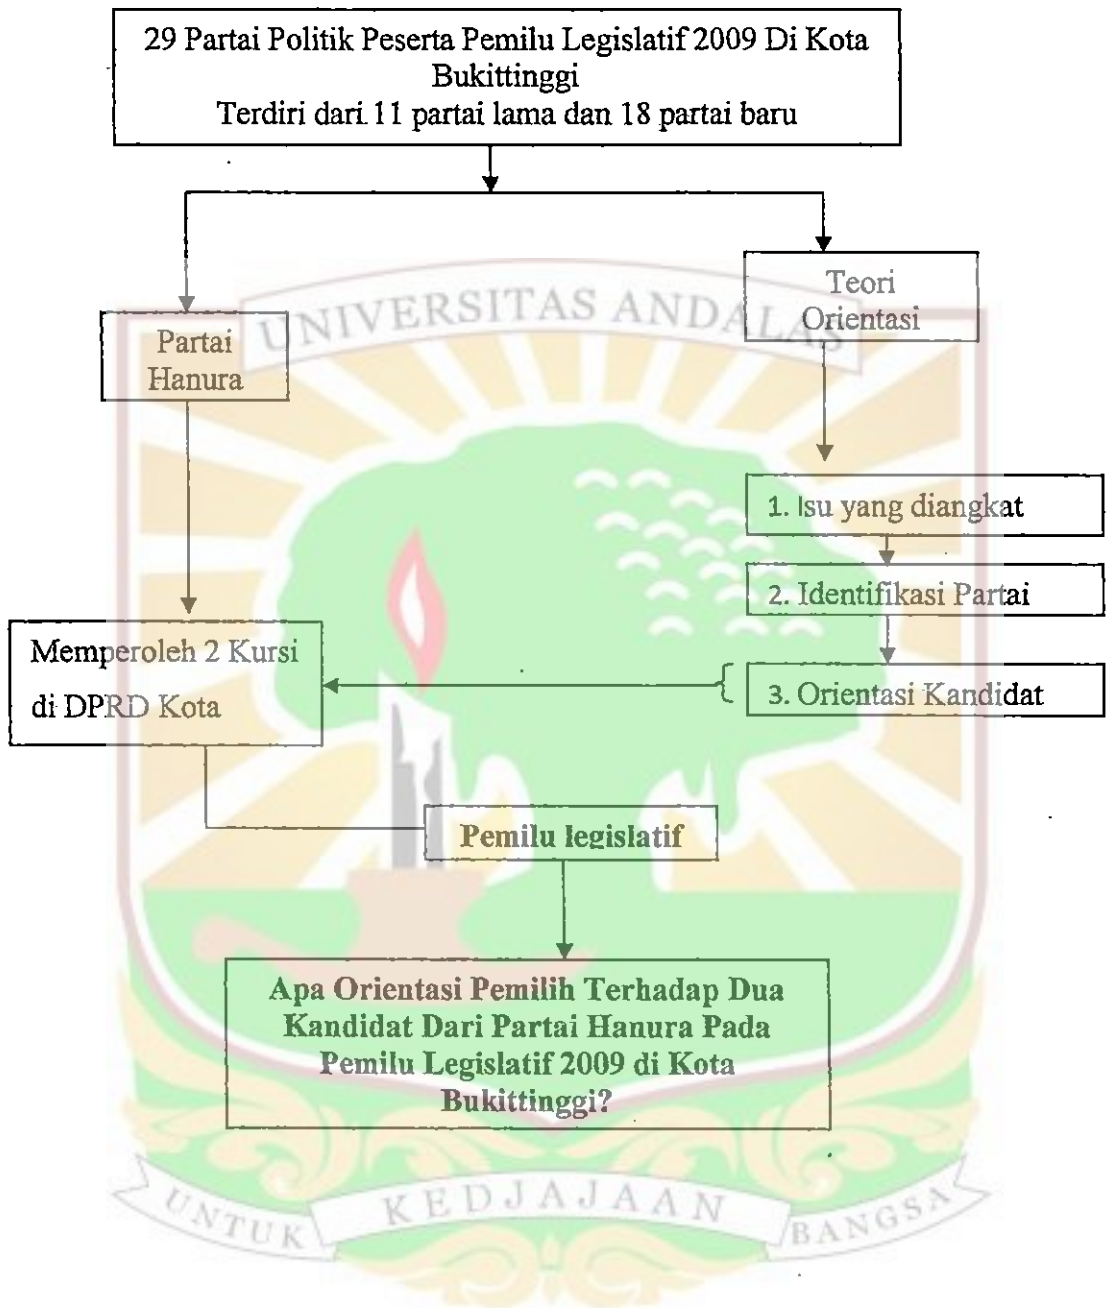 29 Partai Politik Peserta Pemilu Legislatif 2009 Di Kota
Bukittinggi
Terdiri dari 11 partai lama dan 18 partai baru
Teori
Orientasi
UNIVERSITAS ANDALAS
Partai
Hanura
1. Isu yang diangkat
2. Identifikasi Partai
Memperoleh 2 Kursi
di DPRD Kota
3. Orientasi Kandidat
Pemilu legislatif
Apa Orientasi Pemilih Terhadap Dua
Kandidat Dari Partai Hanura Pada
Pemilu Legislatif 2009 di Kota
Bukittinggi?
UNTUK KEDJAJAAN BANGSA